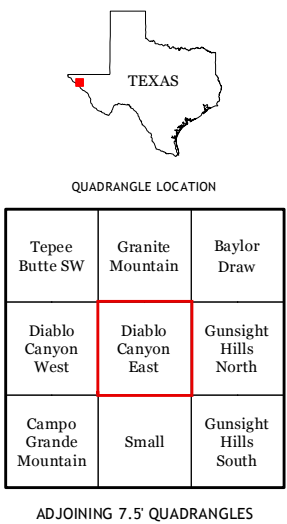 TEXAS
QUADRANGLE LOCATION
Tepee
Butte SW
Granite
Mountain
Baylor
Draw
Diablo
Canyon
West
Diablo
Canyon
East
Gunsight
Hills
North
Campo
Grande
Mountain
Small
Gunsight
Hills
South
ADJOINING 7.5' QUADRANGLES